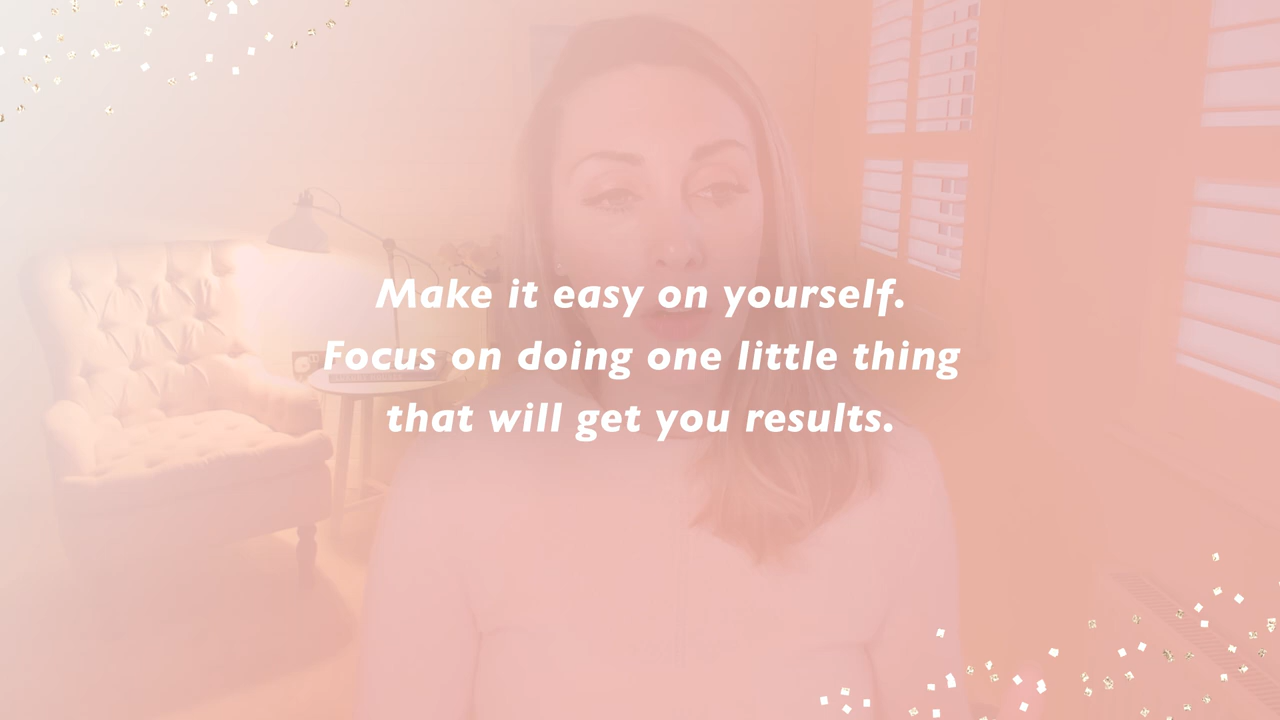 Make it easy on yourself.
Focus on doing one little thing
that will get you results.